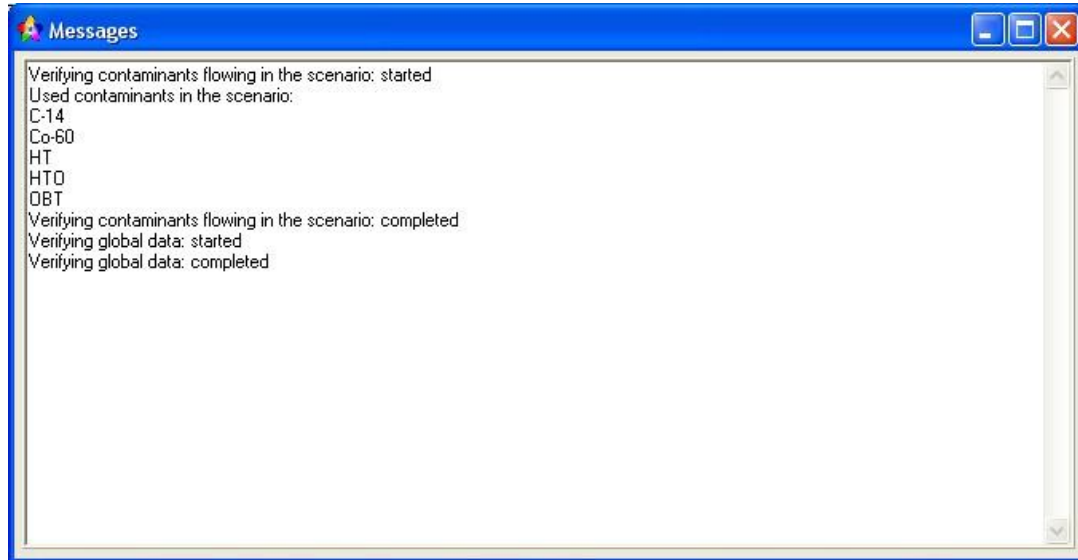 Messages
Verifying contaminants flowing in the scenario: started
Used contaminants in the scenario:
C-14
Co-60
HT
HTO
OBT
Verifying contaminants flowing in the scenario: completed
Verifying global data: started
Verifying global data: completed